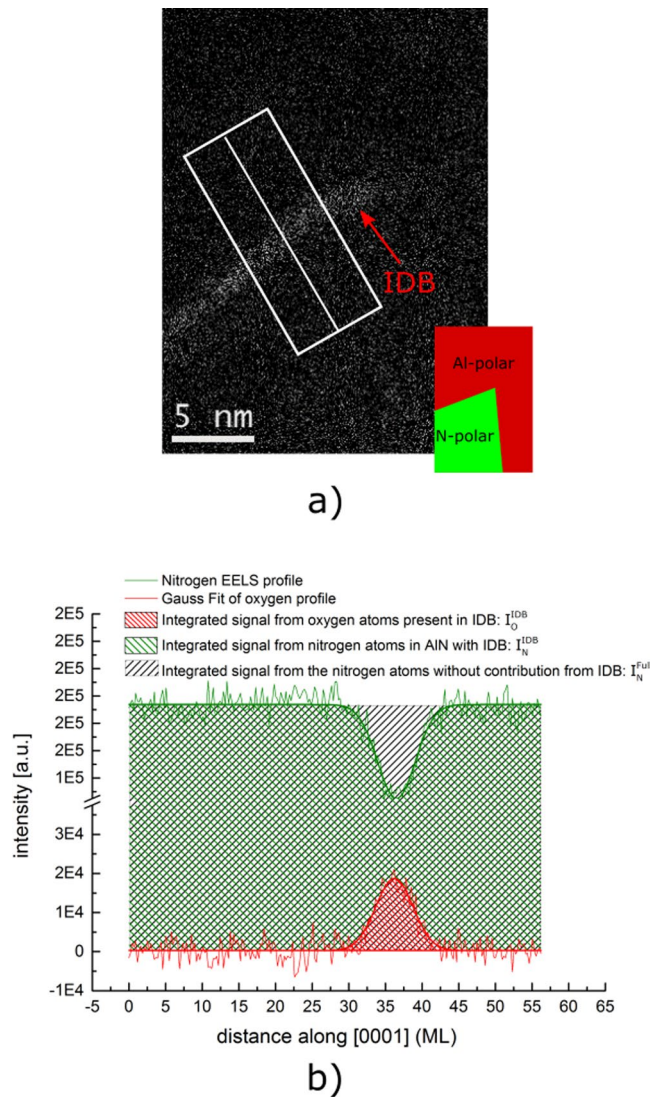 IDB
5 nm
Al-polar
N-polar
a)
Nitrogen EELS profile
Gauss Fit of oxygen profile
Integrated signal from oxygen atoms present in IDB: I_O^IDB
Integrated signal from nitrogen atoms in AlN with IDB: I_N^IDB
Integrated signal from the nitrogen atoms without contribution from IDB: I_N^Ful
2E5
2E5
2E5
2E5
2E5
2E5
1E5
3E4
2E4
1E4
0
-1E4
intensity [a.u.]
-5 0 5 10 15 20 25 30 35 40 45 50 55 60 65
distance along [0001] (ML)
b)